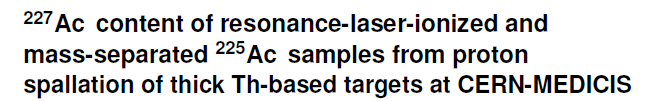 ²²⁷Ac content of resonance-laser-ionized and
mass-separated ²²⁵Ac samples from proton
spallation of thick Th-based targets at CERN-MEDICIS